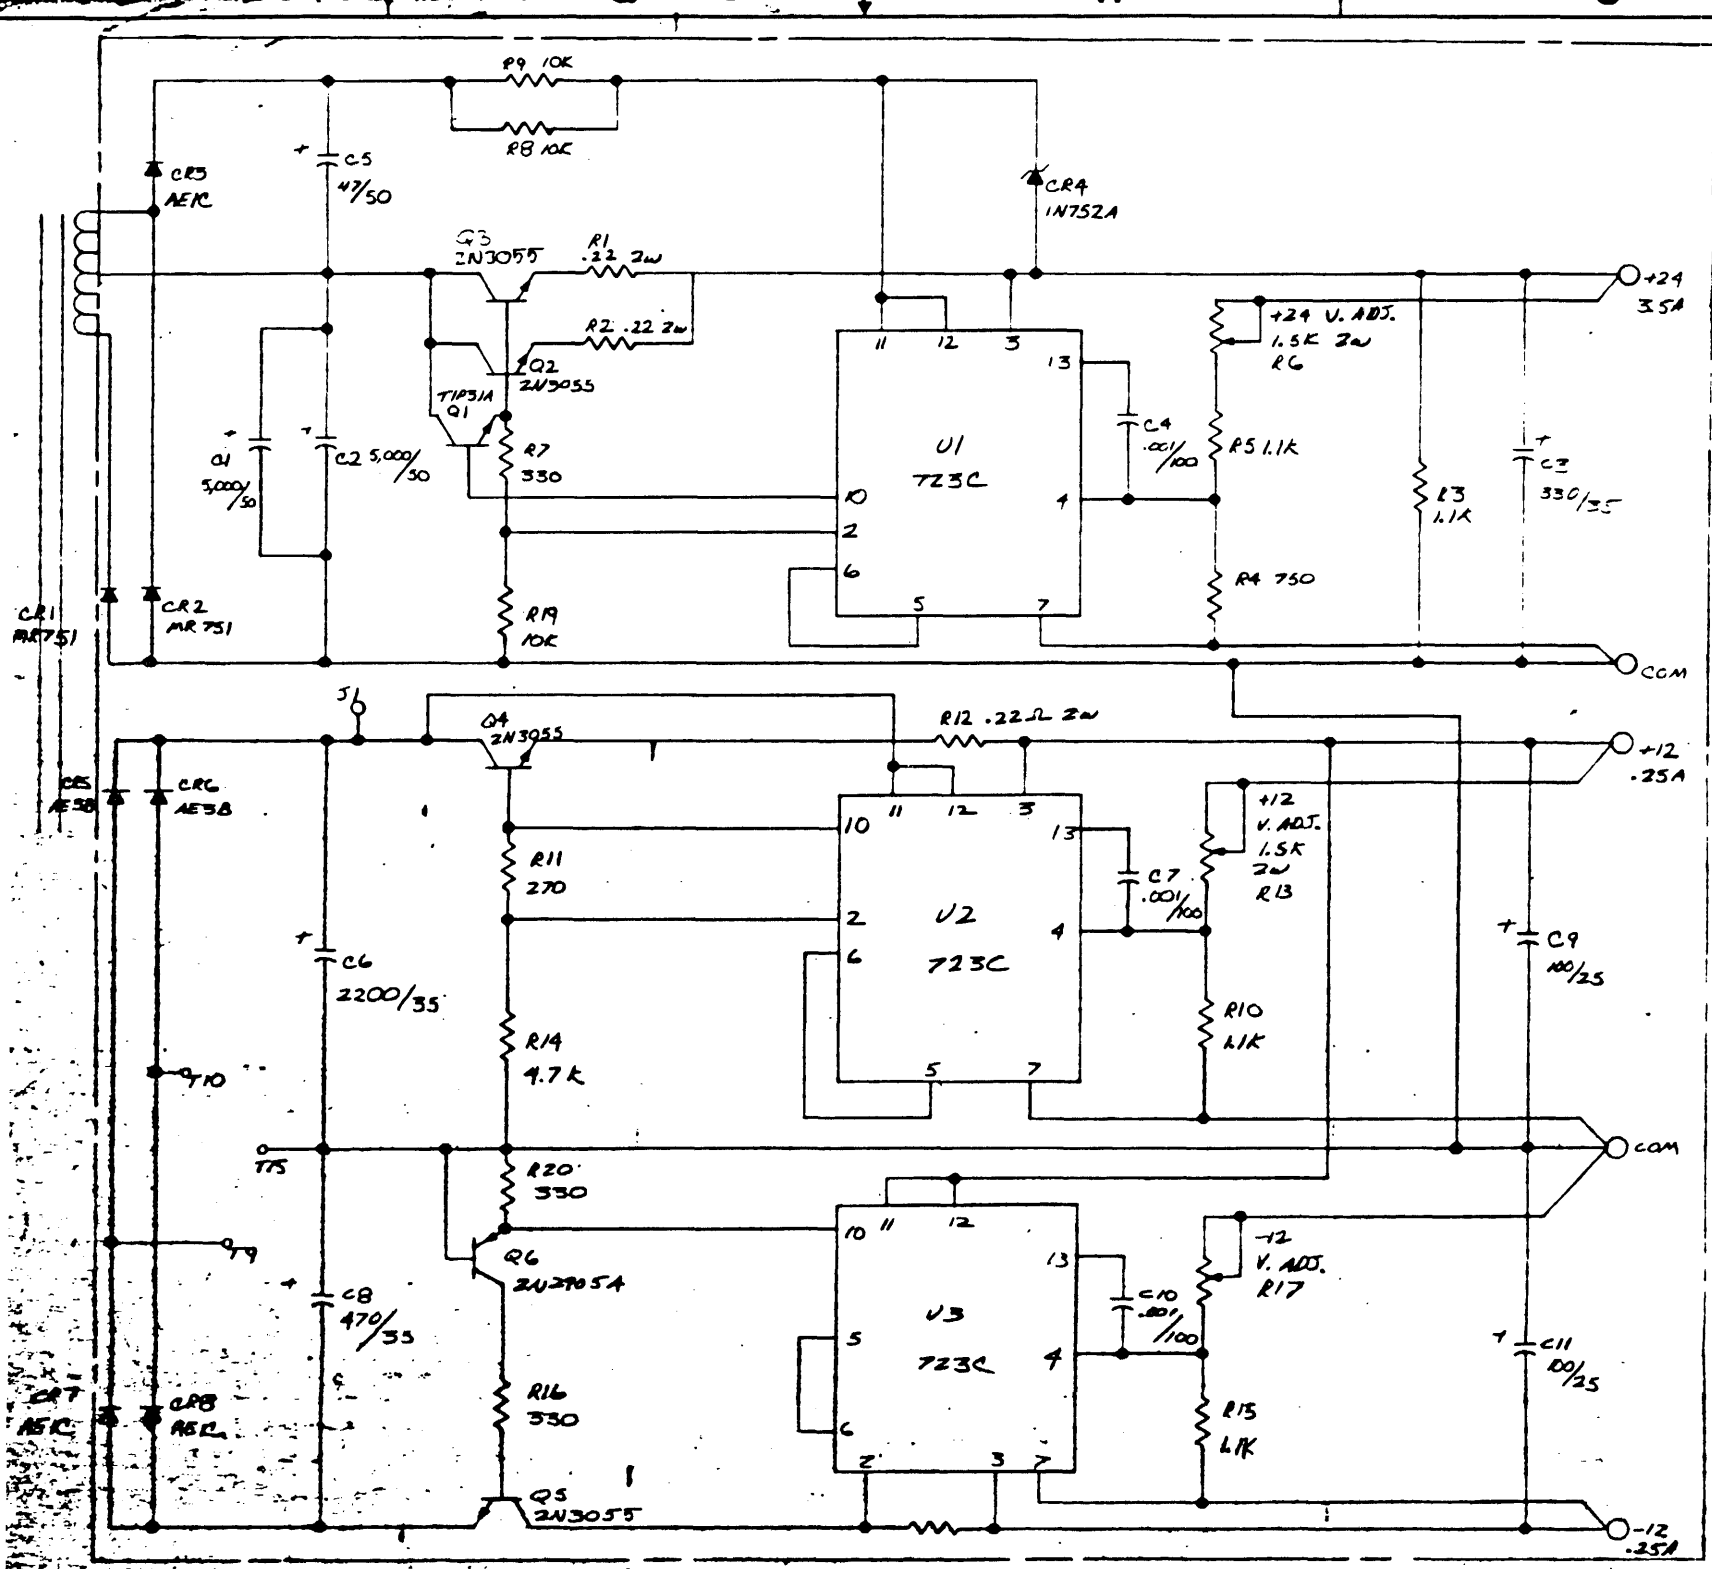 R9 10K
R8 10K
CR3
AE1C
+ C5
47/50
CR4
1N752A
Q3
2N3055
R1
.22 2W
R2 .22 2W
Q2
2N3055
TIP31A
Q1
R7
330
+
C1
5,000/50
+
C2 5,000/50
CR1
MR751
CR2
MR751
R19
10K
11 12 3
13
10
2
6
4
5 7
U1
723C
C4
.001/100
+24 V. ADJ.
1.5K 2W
R6
R5 1.1K
R4 750
R3
1.1K
+
C3
330/35
+24
3.5A
COM
J1
Q4
2N3055
R12 .22Ω 2W
CR5
AE3B
CR6
AE3B
R11
270
+
C6
2200/35
R14
4.7K
11 12 3
10
13
2
6
4
5 7
U2
723C
C7
.001/100
+12
V. ADJ.
1.5K
2W
R13
R10
1.1K
+ C9
100/25
+12
.25A
COM
T10
T15
T9
R20
330
Q6
2N2905A
+
C8
470/35
R16
330
CR7
AE1C
CR8
AE1C
Q5
2N3055
11 12
10
13
5
6
4
2 3 7
U3
723C
C10
.001/100
-12
V. ADJ.
R17
R15
1.1K
+ C11
100/25
-12
.25A